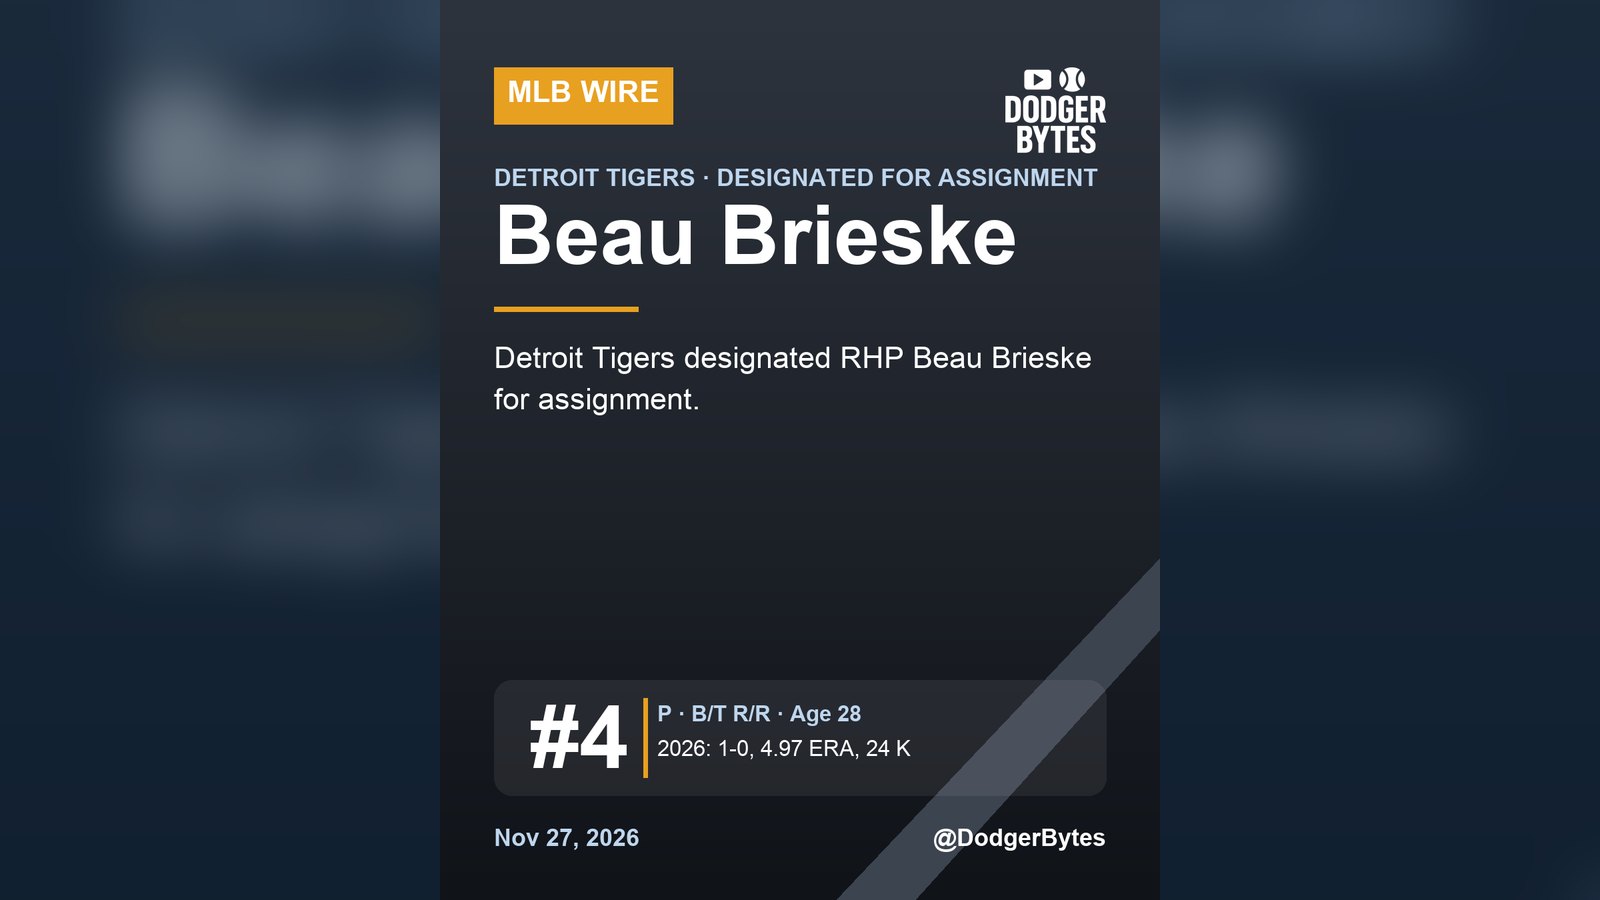 MLB WIRE
DODGER
BYTES
DETROIT TIGERS · DESIGNATED FOR ASSIGNMENT
Beau Brieske
Detroit Tigers designated RHP Beau Brieske
for assignment.
#4
P · B/T R/R · Age 28
2026: 1-0, 4.97 ERA, 24 K
Nov 27, 2026
@DodgerBytes